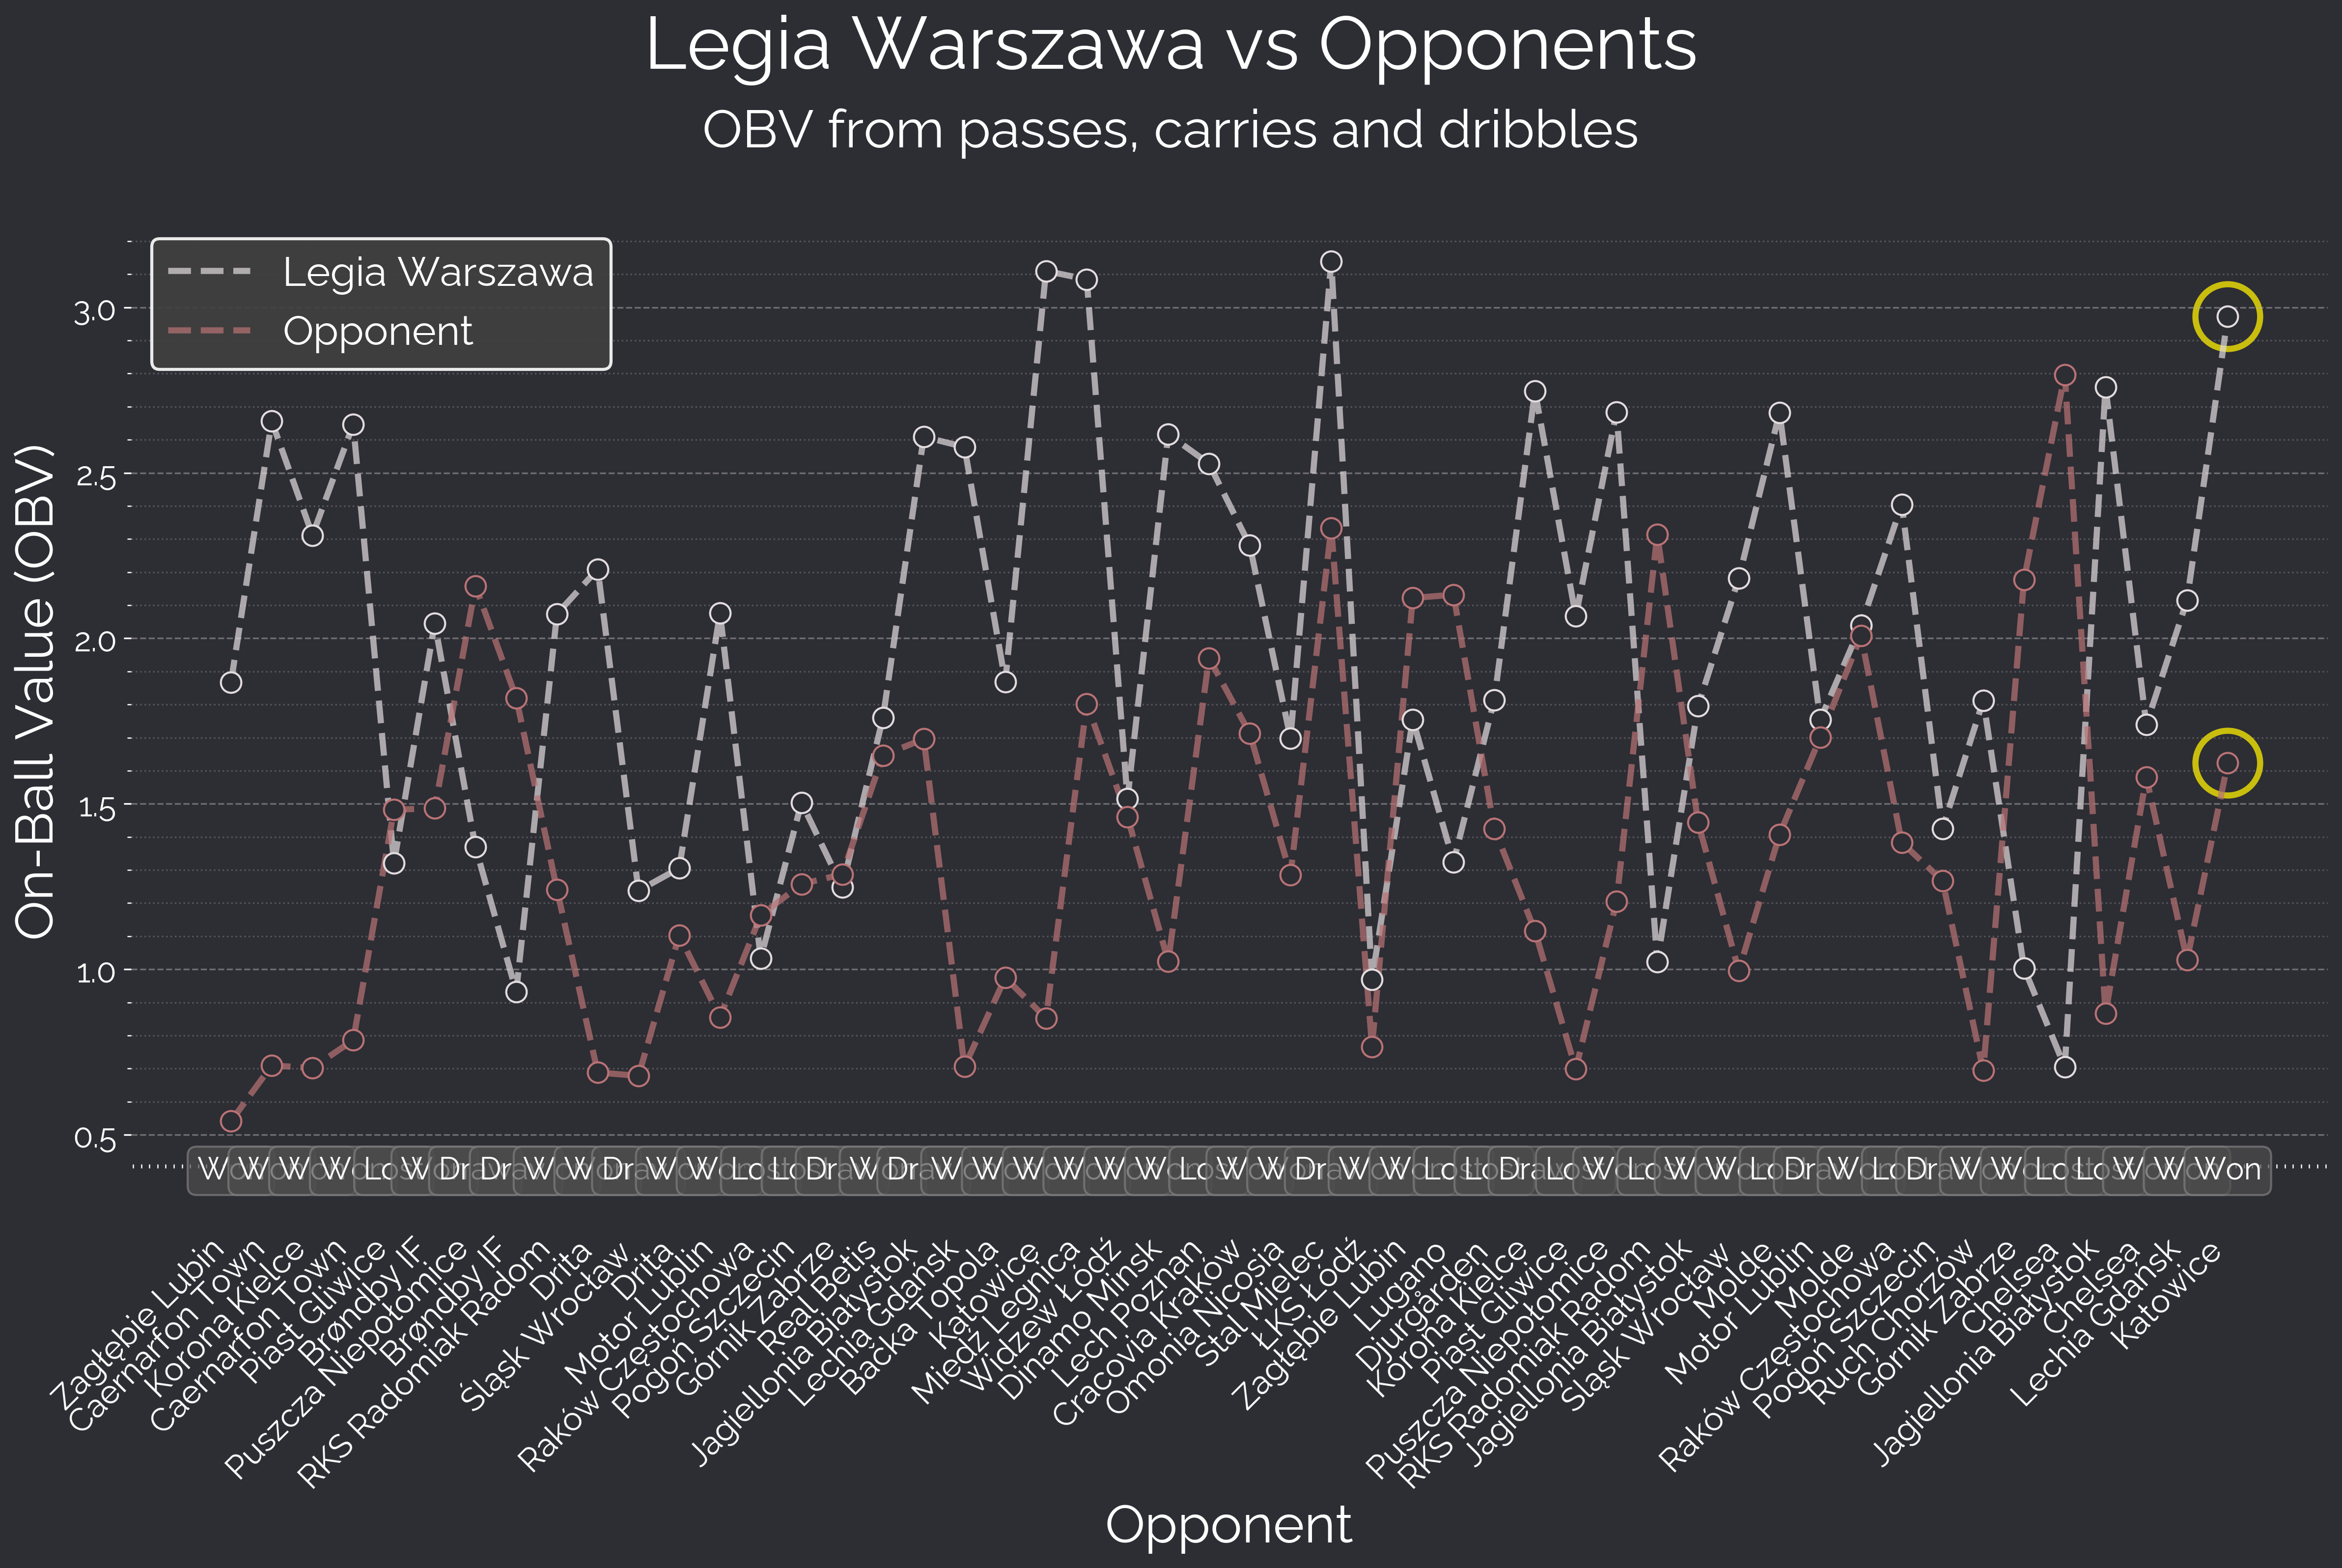 Legia Warszawa vs Opponents
OBV from passes, carries and dribbles
Legia Warszawa
Opponent
On-Ball Value (OBV)
3.0
2.5
2.0
1.5
1.0
0.5
Won
Zagłębie Lubin
Caernarfon Town
Korona Kielce
Caernarfon Town
Piast Gliwice
Brøndby IF
Puszcza Niepołomice
Brøndby IF
RKS Radomiak Radom
Drita
Śląsk Wrocław
Drita
Motor Lublin
Raków Częstochowa
Pogoń Szczecin
Górnik Zabrze
Real Betis
Jagiellonia Białystok
Lechia Gdańsk
Backa Topola
Katowice
Miedź Legnica
Widzew Łódź
Dinamo Minsk
Lech Poznań
Cracovia Kraków
Omonia Nicosia
Stal Mielec
ŁKS Łódź
Zagłębie Lubin
Lugano
Djurgården
Korona Kielce
Piast Gliwice
Puszcza Niepołomice
RKS Radomiak Radom
Jagiellonia Białystok
Śląsk Wrocław
Molde
Motor Lublin
Molde
Raków Częstochowa
Pogoń Szczecin
Ruch Chorzów
Górnik Zabrze
Chelsea
Jagiellonia Białystok
Chelsea
Lechia Gdańsk
Katowice
Opponent